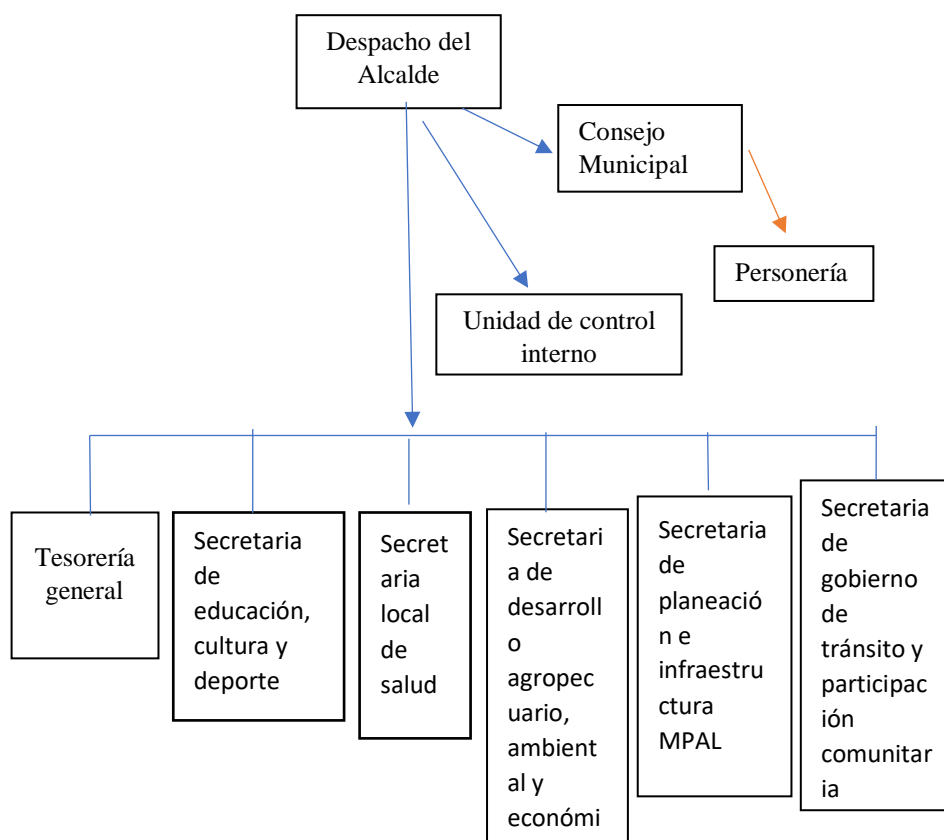 Despacho del
Alcalde
Consejo
Municipal
Personería
Unidad de control
interno
Tesorería
general
Secretaria
de
educación,
cultura y
deporte
Secret
aria
local
de
salud
Secretari
a de
desarroll
o
agropec
uario,
ambient
al y
económi
Secretaria
de
planeació
n e
infraestru
ctura
MPAL
Secretaria
de
gobierno
de
tránsito y
participac
ión
comunitar
ia